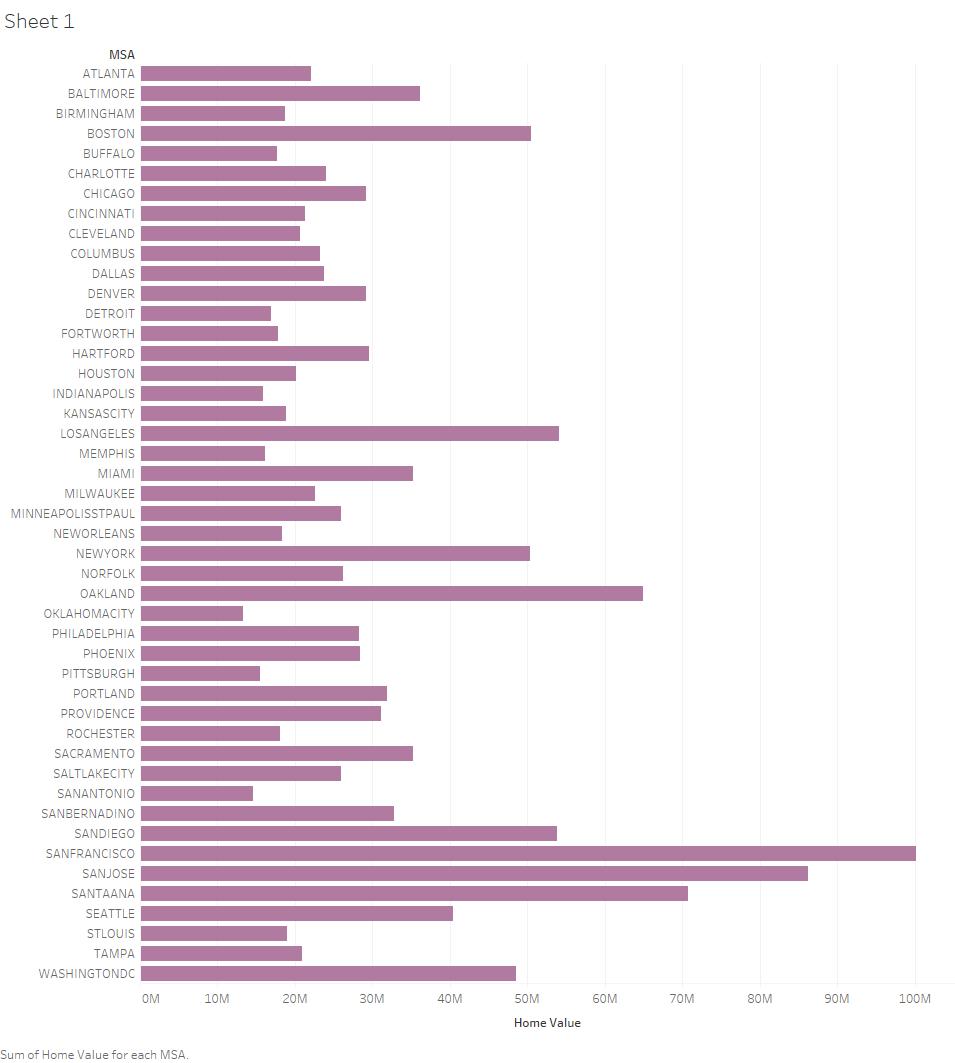 Sheet 1
MSA
ATLANTA
BALTIMORE
BIRMINGHAM
BOSTON
BUFFALO
CHARLOTTE
CHICAGO
CINCINNATI
CLEVELAND
COLUMBUS
DALLAS
DENVER
DETROIT
FORTWORTH
HARTFORD
HOUSTON
INDIANAPOLIS
KANSASCITY
LOSANGELES
MEMPHIS
MIAMI
MILWAUKEE
MINNEAPOLISSTPAUL
NEWORLEANS
NEWYORK
NORFOLK
OAKLAND
OKLAHOMACITY
PHILADELPHIA
PHOENIX
PITTSBURGH
PORTLAND
PROVIDENCE
ROCHESTER
SACRAMENTO
SALTLAKECITY
SANANTONIO
SANBERNADINO
SANDIEGO
SANFRANCISCO
SANJOSE
SANTAANA
SEATTLE
STLOUIS
TAMPA
WASHINGTONDC
0M 10M 20M 30M 40M 50M 60M 70M 80M 90M 100M
Home Value
Sum of Home Value for each MSA.